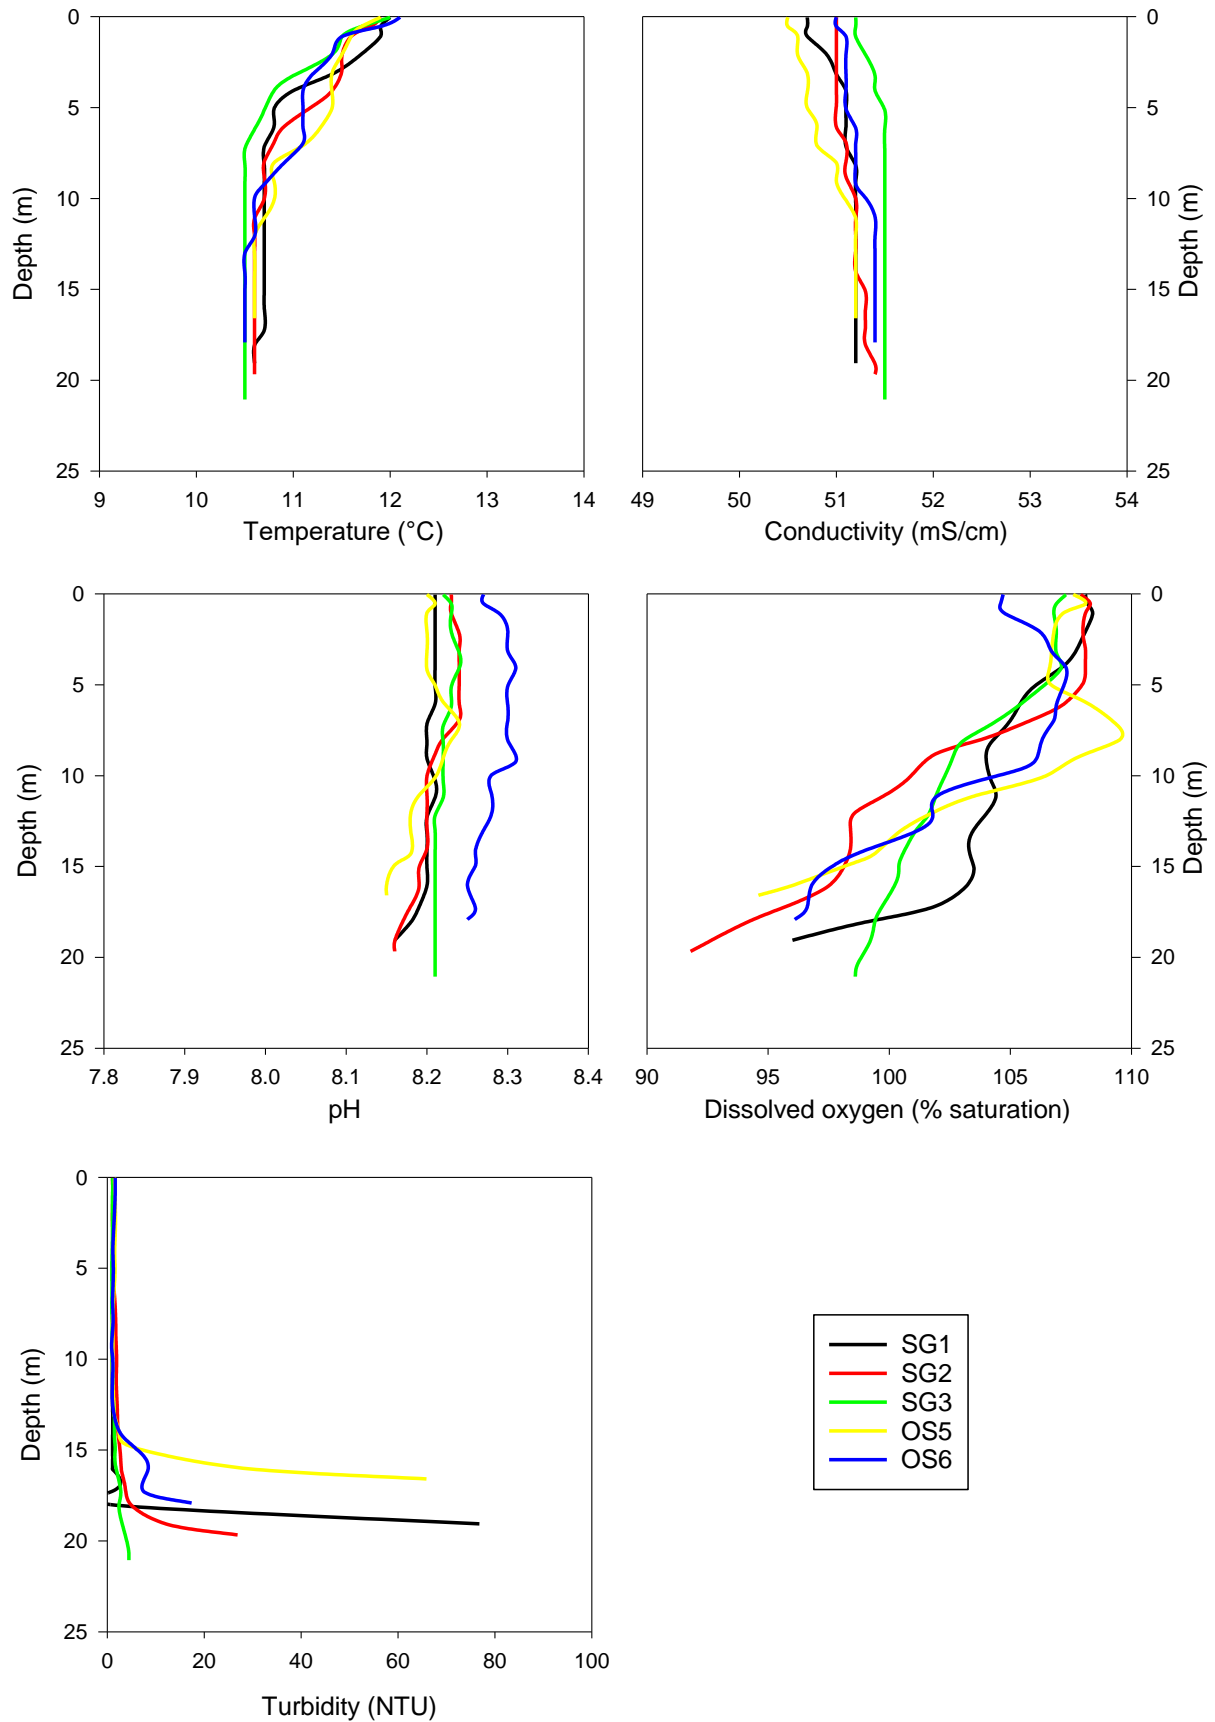 0
5
10
15
20
25
Depth (m)
9 10 11 12 13 14
Temperature (°C)
0
5
10
15
20
25
Depth (m)
49 50 51 52 53 54
Conductivity (mS/cm)
0
5
10
15
20
25
Depth (m)
7.8 7.9 8.0 8.1 8.2 8.3 8.4
pH
0
5
10
15
20
25
Depth (m)
90 95 100 105 110
Dissolved oxygen (% saturation)
0
5
10
15
20
25
Depth (m)
0 20 40 60 80 100
Turbidity (NTU)
SG1
SG2
SG3
OS5
OS6